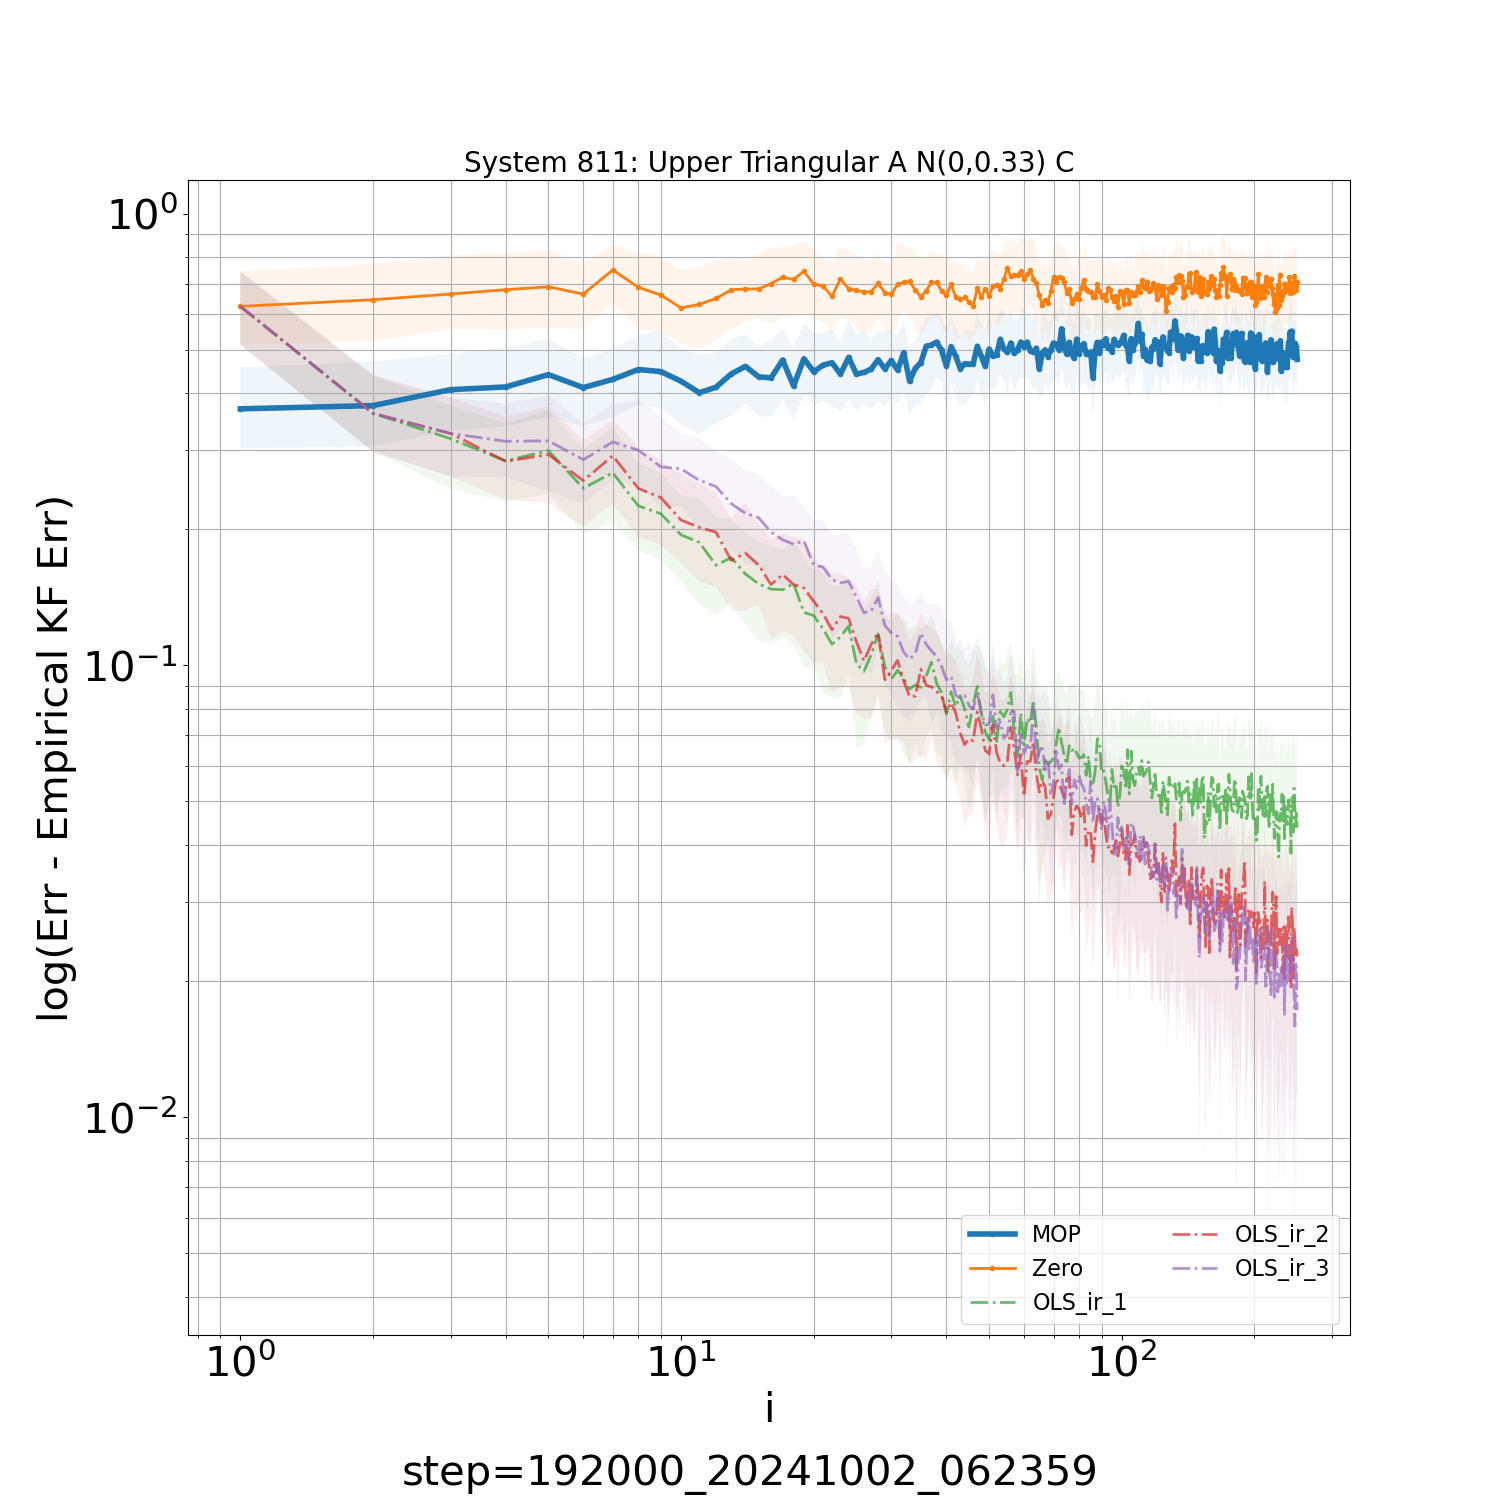 System 811: Upper Triangular A N(0,0.33) C
log(Err - Empirical KF Err)
10⁰
10⁻¹
10⁻²
MOP
Zero
OLS_ir_1
OLS_ir_2
OLS_ir_3
10⁰ 10¹ 10²
i
step=192000_20241002_062359